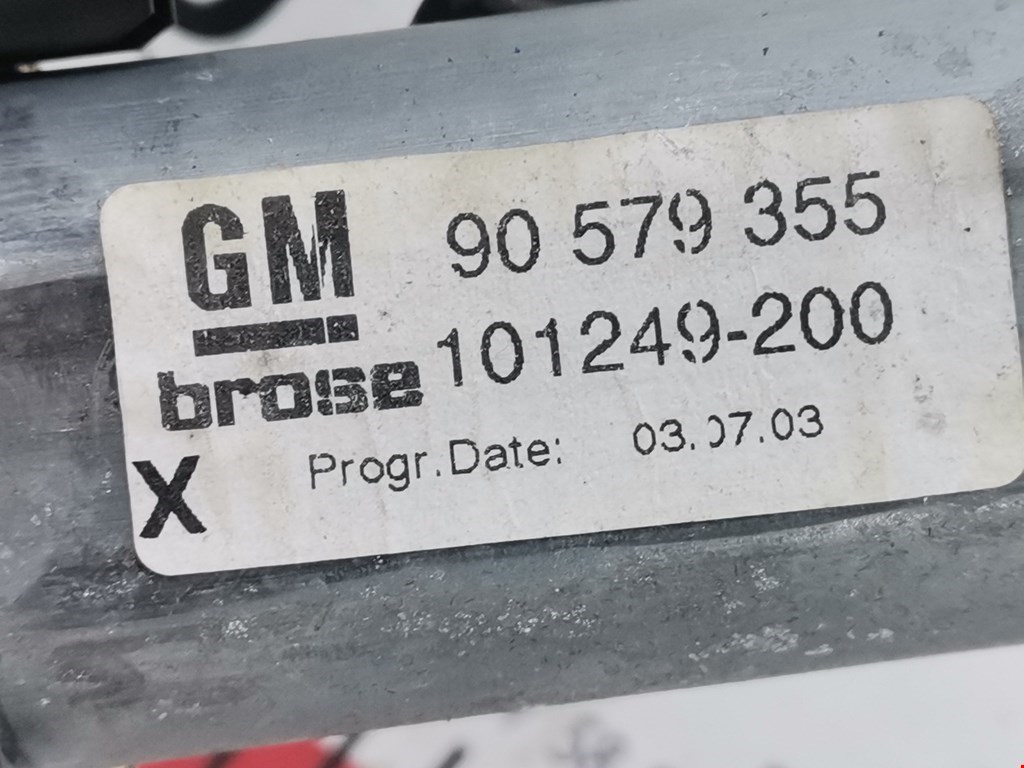 GM 90 579 355
brose 101249-200
X Progr.Date: 03.07.03